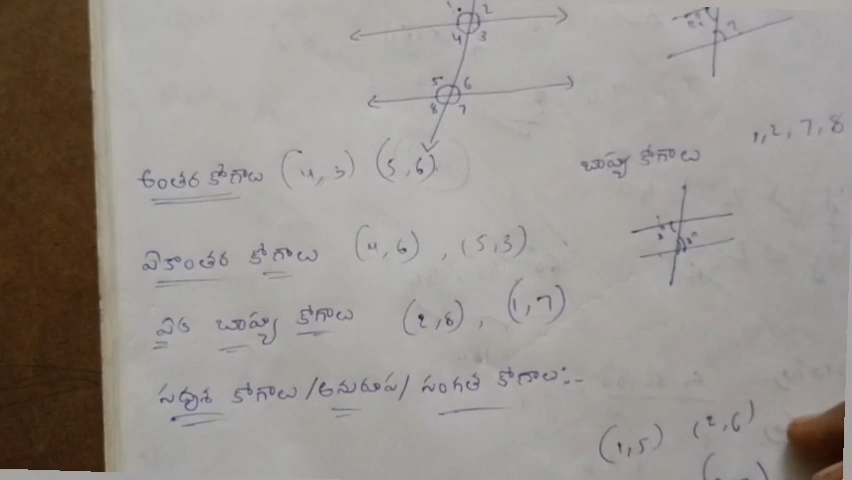 1 2
4 3
5 6
8 7
1, 2, 7, 8
అంతర కోణాలు (4, 3) (5, 6)
బాహ్య కోణాలు
ఏకాంతర కోణాలు (4, 6) , (5, 3)
ఏక బాహ్య కోణాలు (2, 8) , (1, 7)
సదృశ కోణాలు /అనురూప/ సంగత కోణాలు:-
(1, 5) (2, 6)